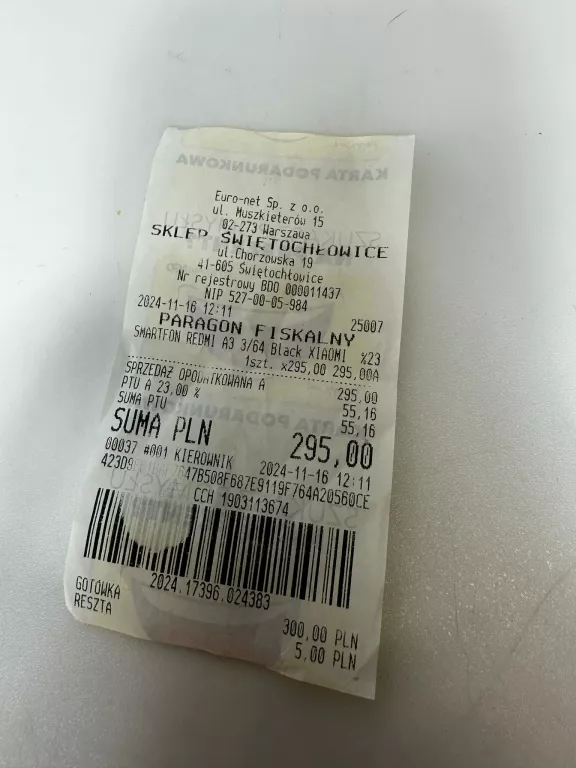 KARTA PODARUNKOWA
Euro-net Sp. z o.o.
ul. Muszkieterów 15
02-273 Warszawa
SKLEP ŚWIĘTOCHŁOWICE
ul.Chorzowska 19
41-605 Świętochłowice
Nr rejestrowy BDO 000011437
NIP 527-00-05-984
2024-11-16 12:11 25007
PARAGON FISKALNY
SMARTFON REDMI A3 3/64 Black XIAOMI %23
1szt. x295,00 295,00A
SPRZEDAŻ OPODATKOWANA A 295,00
PTU A 23,00 % 55,16
SUMA PTU 55,16
SUMA PLN 295,00
00037 #001 KIEROWNIK 2024-11-16 12:11
CCH 1903113674
2024.17396.024383
GOTÓWKA 300,00 PLN
RESZTA 5,00 PLN